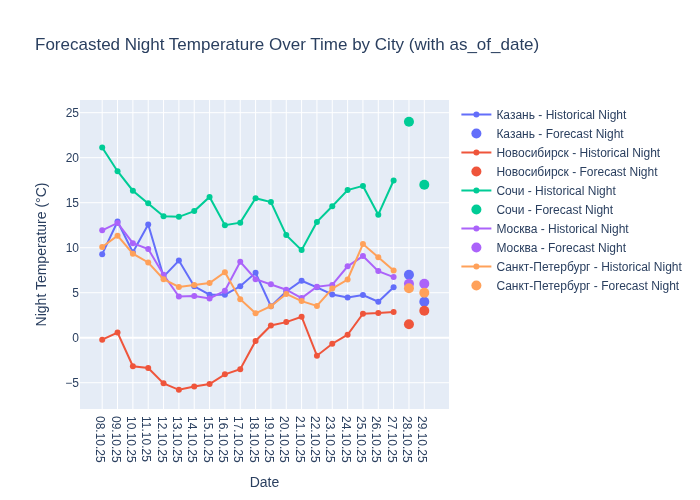 Forecasted Night Temperature Over Time by City (with as_of_date)
Night Temperature (°C)
25
20
15
10
5
0
−5
08.10.25
09.10.25
10.10.25
11.10.25
12.10.25
13.10.25
14.10.25
15.10.25
16.10.25
17.10.25
18.10.25
19.10.25
20.10.25
21.10.25
22.10.25
23.10.25
24.10.25
25.10.25
26.10.25
27.10.25
28.10.25
29.10.25
Date
Казань - Historical Night
Казань - Forecast Night
Новосибирск - Historical Night
Новосибирск - Forecast Night
Сочи - Historical Night
Сочи - Forecast Night
Москва - Historical Night
Москва - Forecast Night
Санкт-Петербург - Historical Night
Санкт-Петербург - Forecast Night